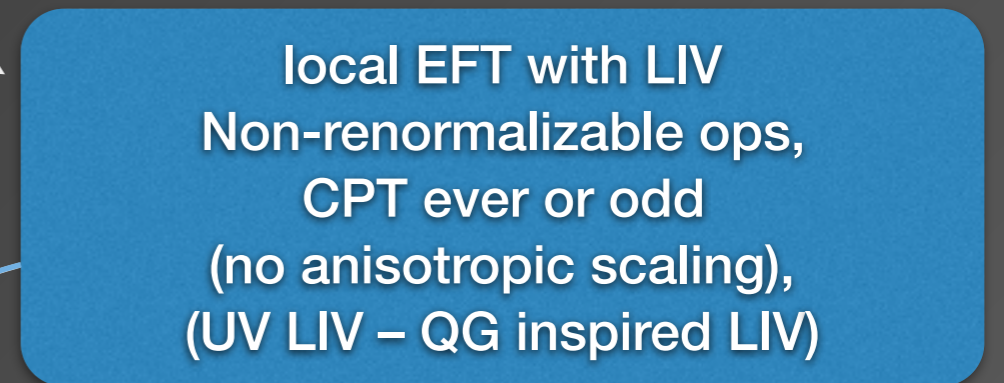 local EFT with LIV
Non-renormalizable ops,
CPT ever or odd
(no anisotropic scaling),
(UV LIV – QG inspired LIV)